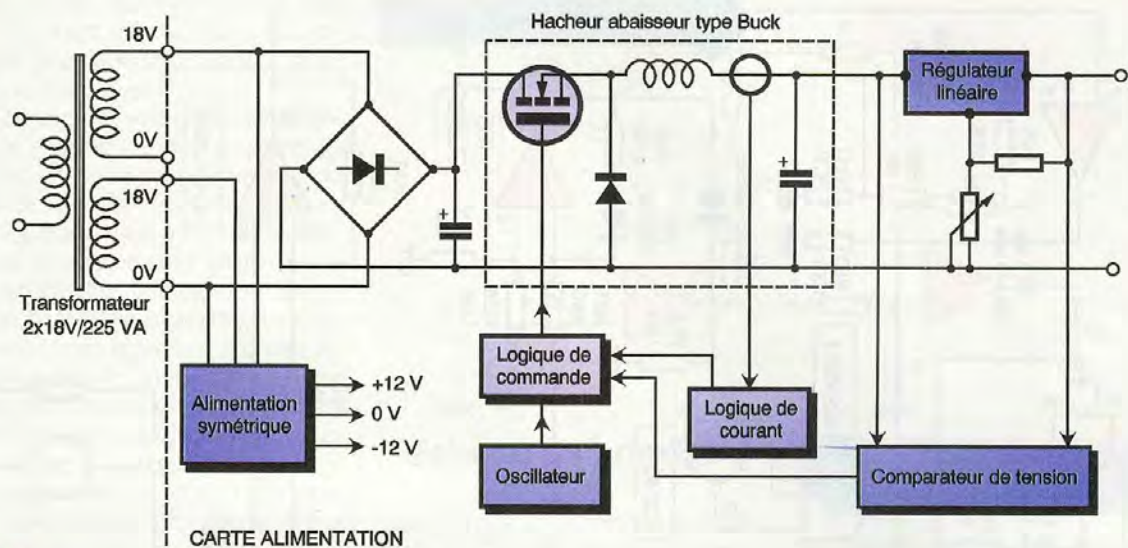 Hacheur abaisseur type Buck
18V
0V
18V
0V
Transformateur
2x18V/225 VA
+
+
Régulateur
linéaire
Alimentation
symétrique
+12 V
0 V
-12 V
Logique de
commande
Logique de
courant
Oscillateur
Comparateur de tension
CARTE ALIMENTATION